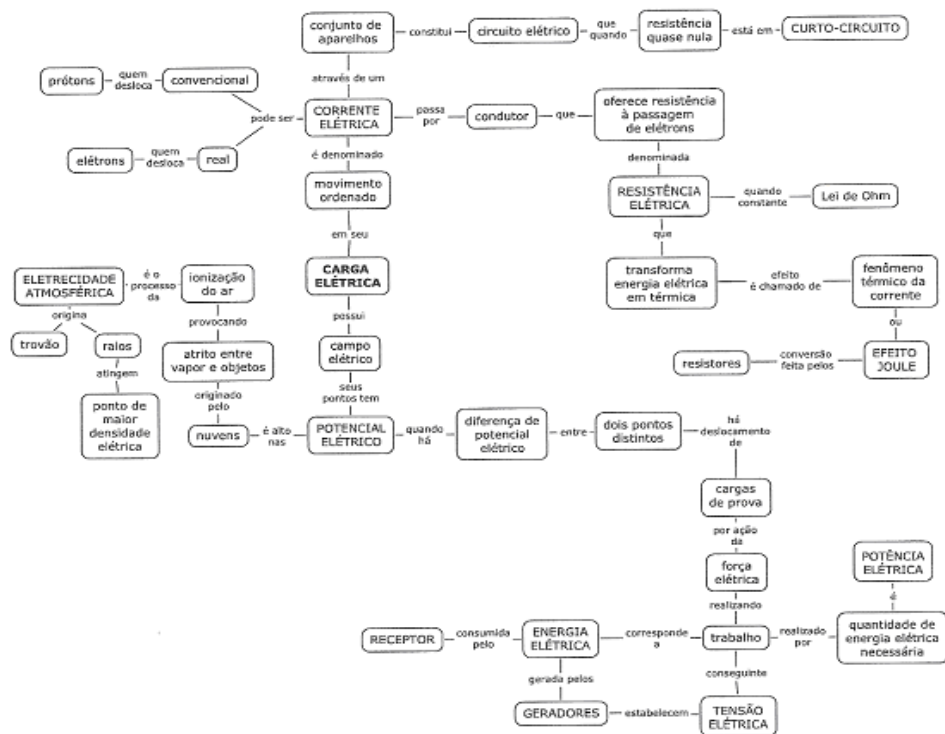 conjunto de
aparelhos
constitui
circuito elétrico
que
quando
resistência
quase nula
está em
CURTO-CIRCUITO
prótons
quem
desloca
convencional
através de um
pode ser
CORRENTE
ELÉTRICA
passa
por
condutor
que
oferece resistência
à passagem
de elétrons
elétrons
quem
desloca
real
é denominado
denominada
movimento
ordenado
RESISTÊNCIA
ELÉTRICA
quando
constante
Lei de Ohm
em seu
que
ELETRECIDADE
ATMOSFÉRICA
é o
processo
da
ionização
do ar
CARGA
ELÉTRICA
transforma
energia elétrica
em térmica
efeito
é chamado de
fenômeno
térmico da
corrente
origina
provocando
possui
ou
trovão
raios
atrito entre
vapor e objetos
campo
elétrico
resistores
conversão
feita pelos
EFEITO
JOULE
atingem
originado
pelo
seus
pontos tem
ponto de
maior
densidade
elétrica
nuvens
é alto
nas
POTENCIAL
ELÉTRICO
quando
há
diferença de
potencial
elétrico
entre
dois pontos
distintos
há
deslocamento
de
cargas
de prova
por ação
da
força
elétrica
POTÊNCIA
ELÉTRICA
realizando
é
RECEPTOR
consumida
pelo
ENERGIA
ELÉTRICA
corresponde
a
trabalho
realizado
por
quantidade de
energia elétrica
necessária
gerada pelos
conseguinte
GERADORES
estabelecem
TENSÃO
ELÉTRICA